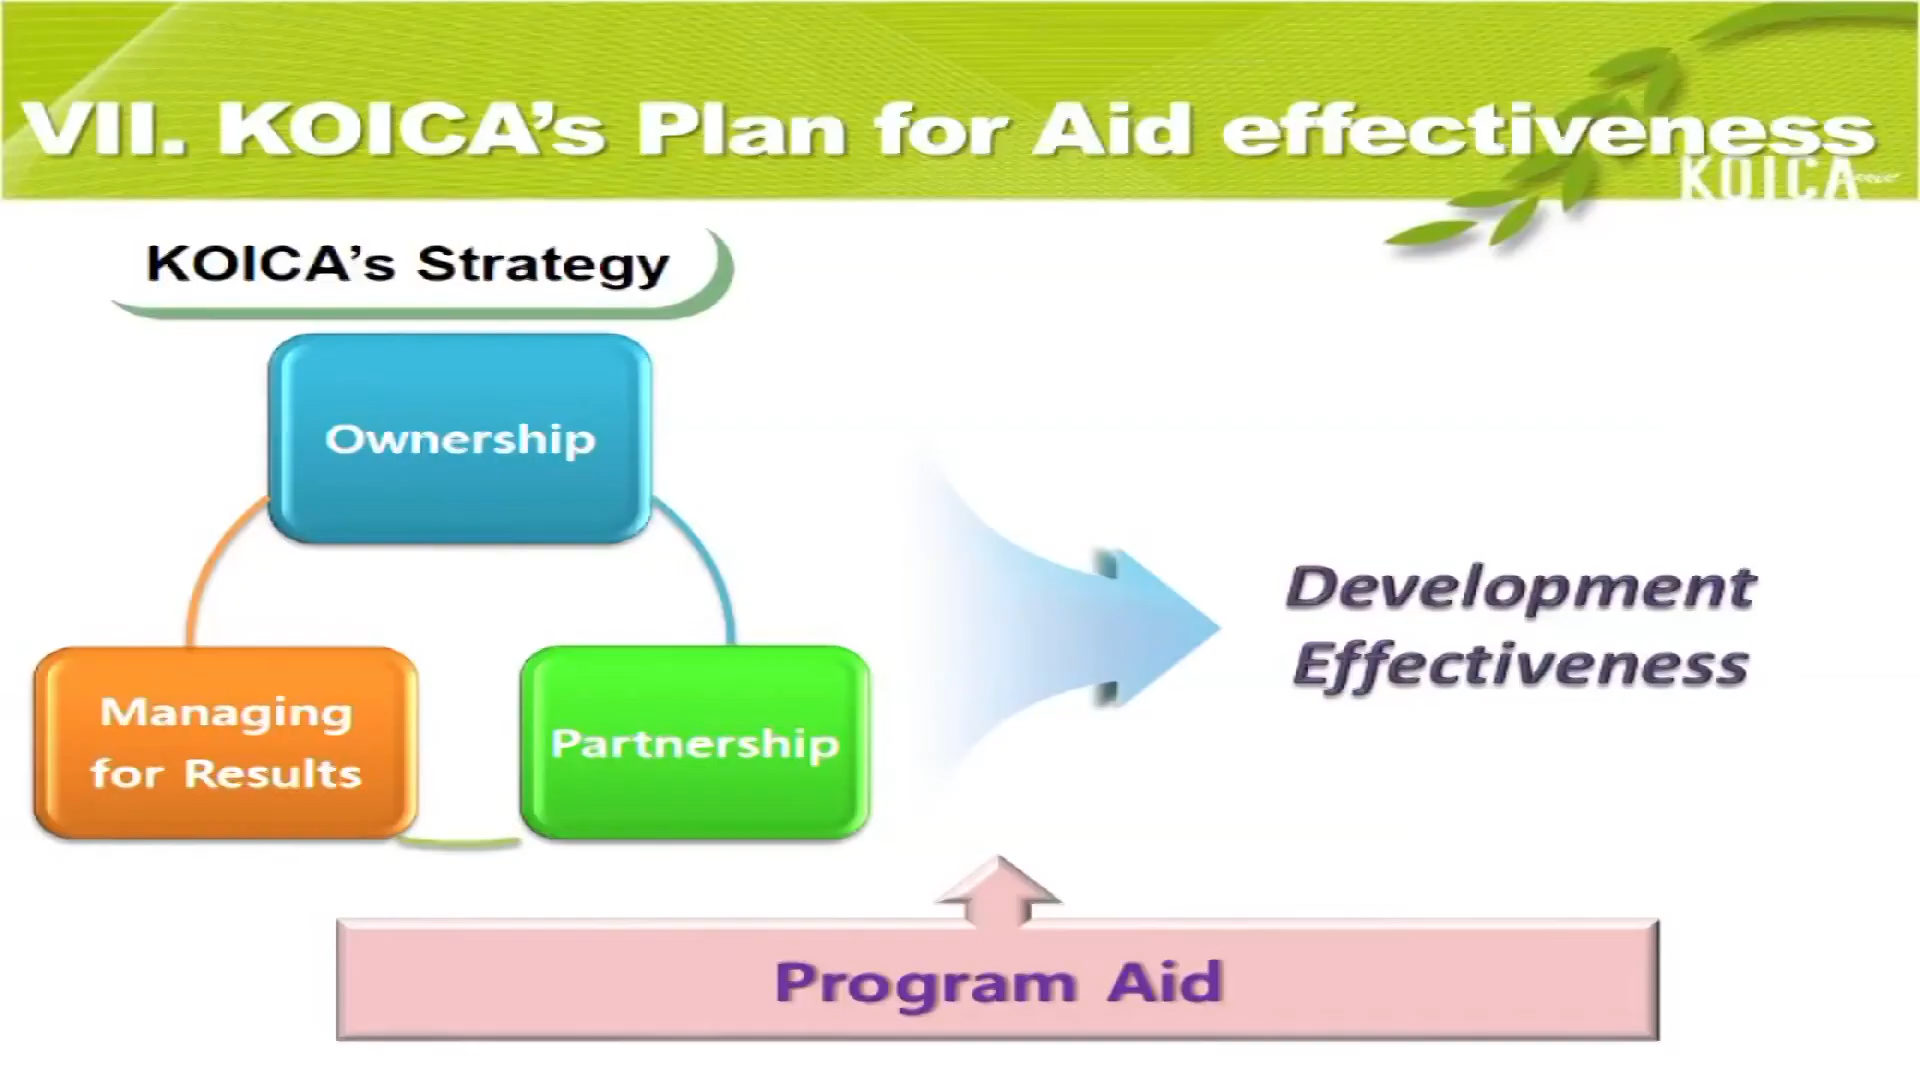 VII. KOICA's Plan for Aid effectiveness
KOICA
KOICA's Strategy
Ownership
Managing
for Results
Partnership
Development
Effectiveness
Program Aid